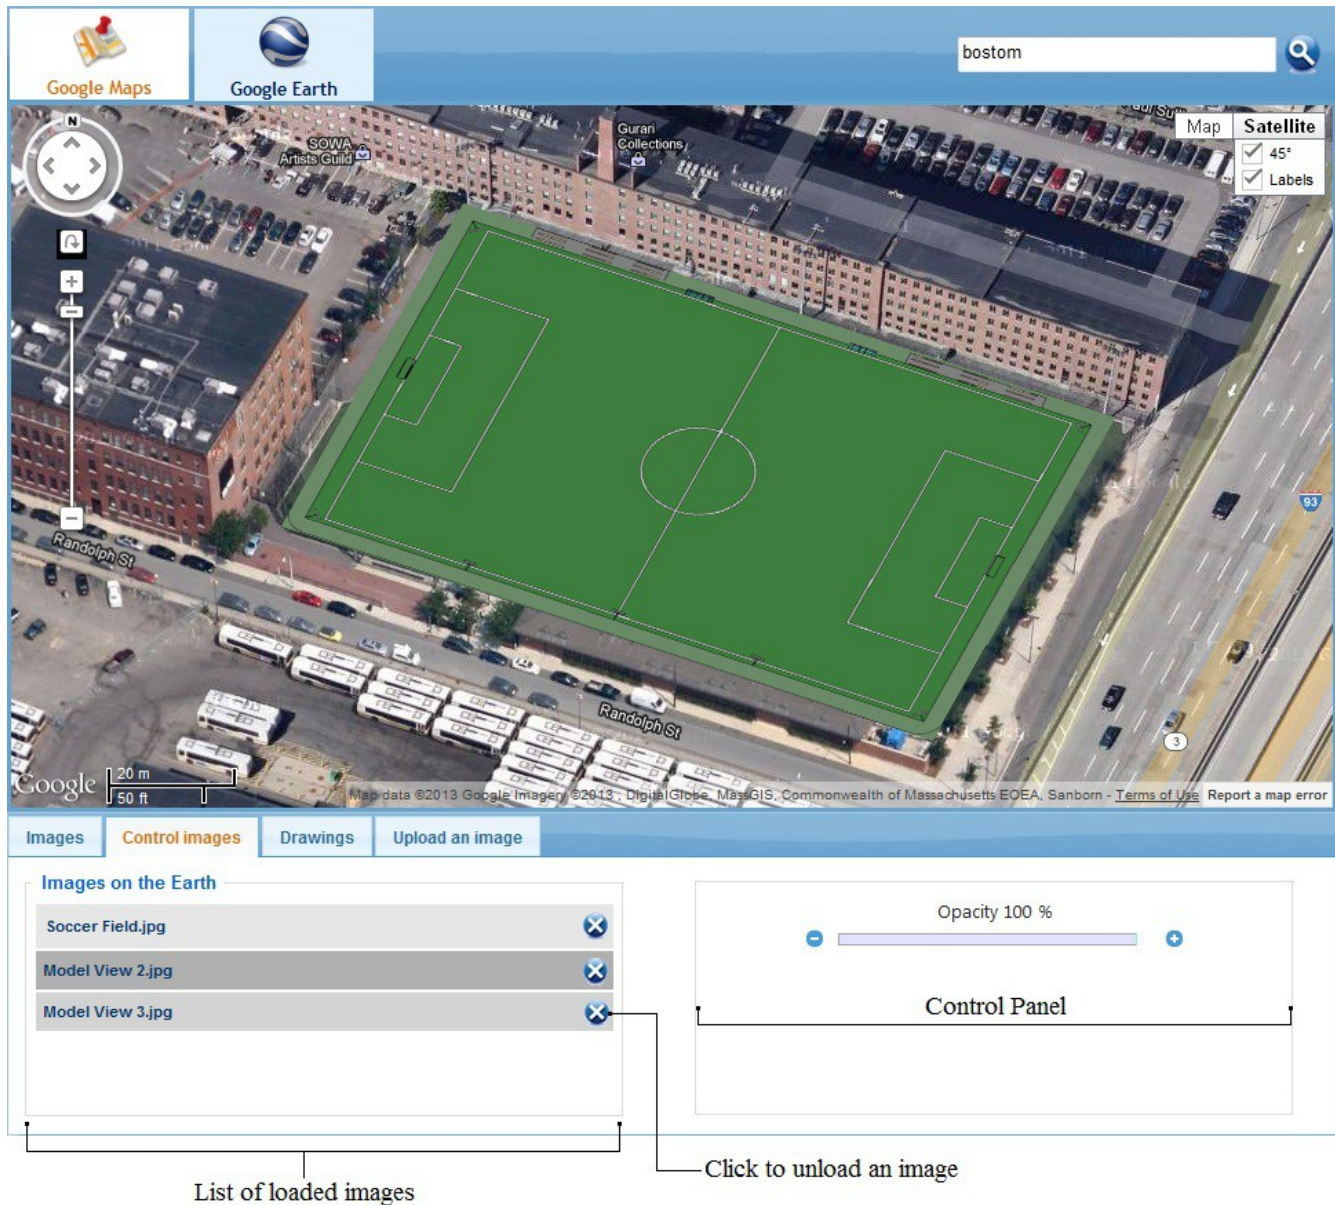 Google Maps
Google Earth
bostom
N
SOWA
Artists Guild
Gurari
Collections
Map
Satellite
45°
Labels
93
Randolph St
Randolph St
3
Google
20 m
50 ft
Map data ©2013 Google Imagery ©2013 , DigitalGlobe, MassGIS, Commonwealth of Massachusetts EOEA, Sanborn - Terms of Use
Report a map error
Images
Control images
Drawings
Upload an image
Images on the Earth
Soccer Field.jpg
Model View 2.jpg
Model View 3.jpg
Opacity 100 %
Control Panel
Click to unload an image
List of loaded images